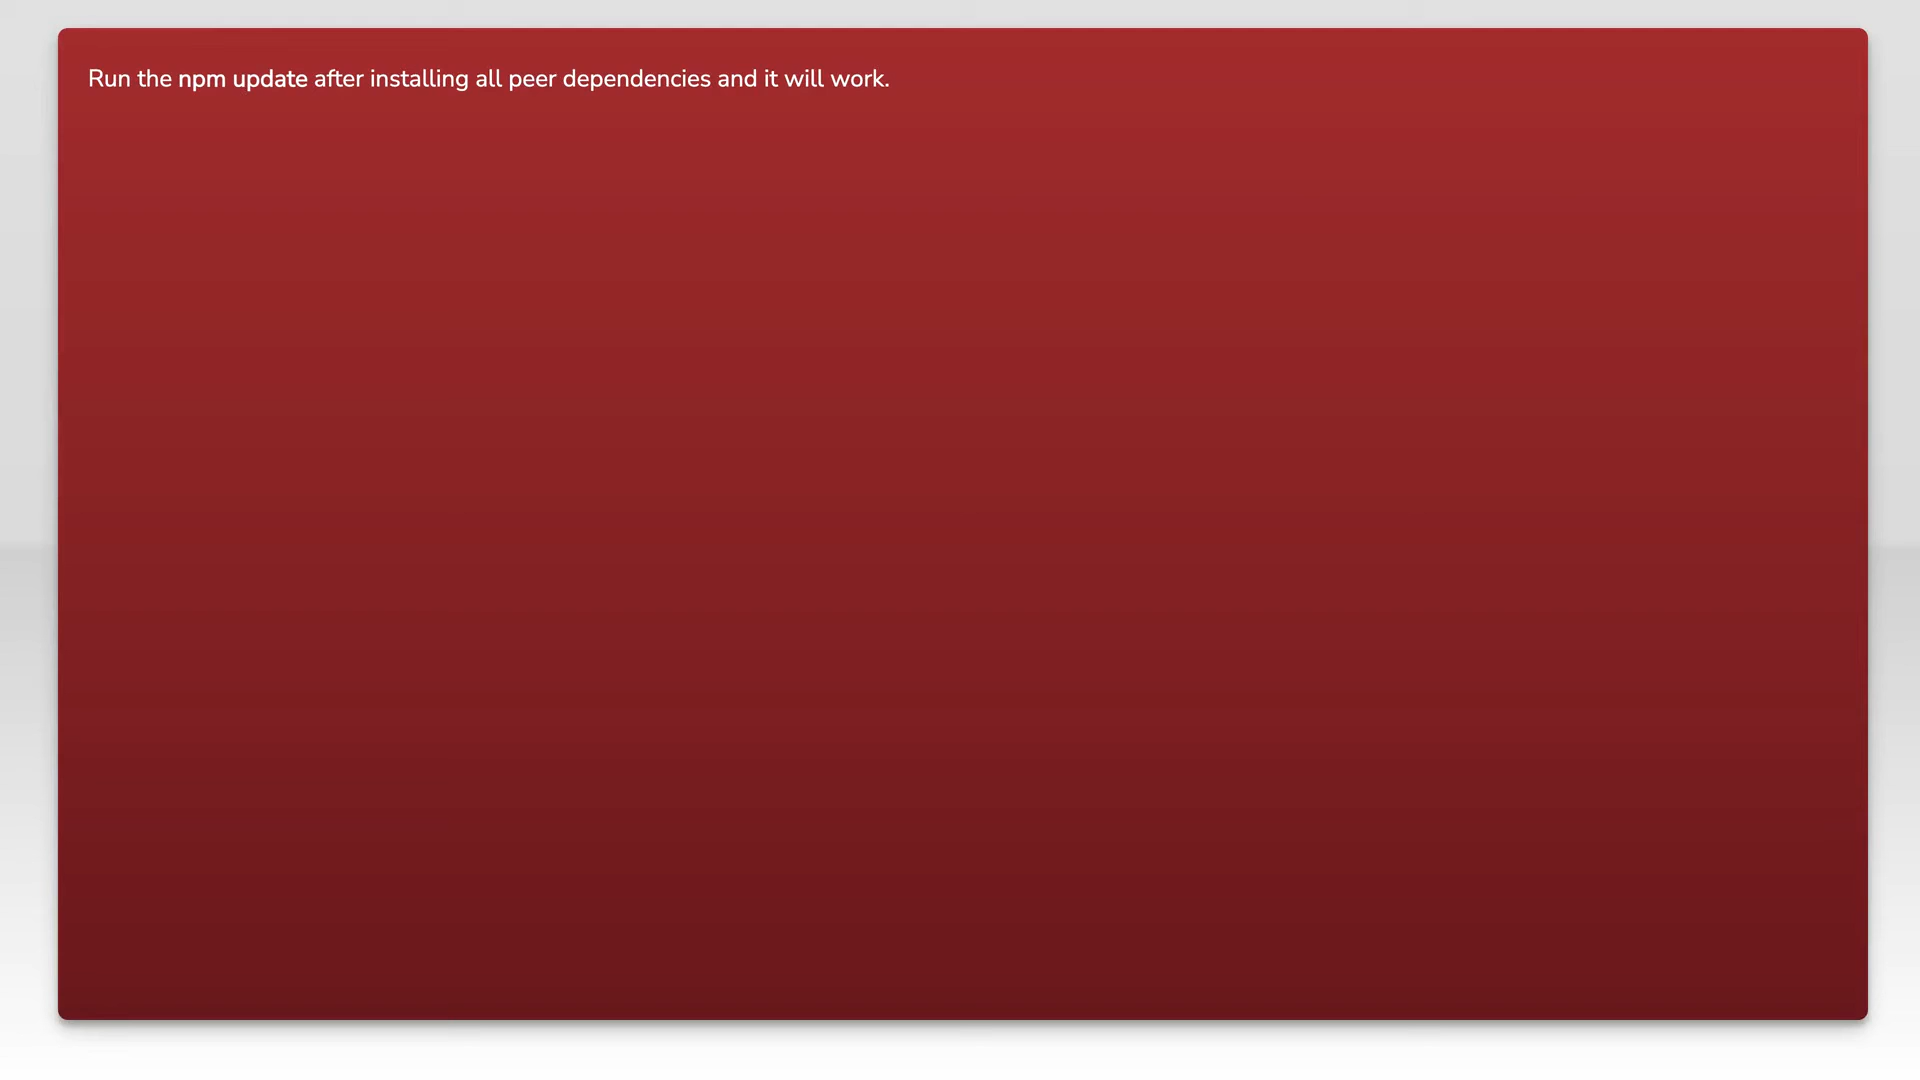 Run the npm update after installing all peer dependencies and it will work.